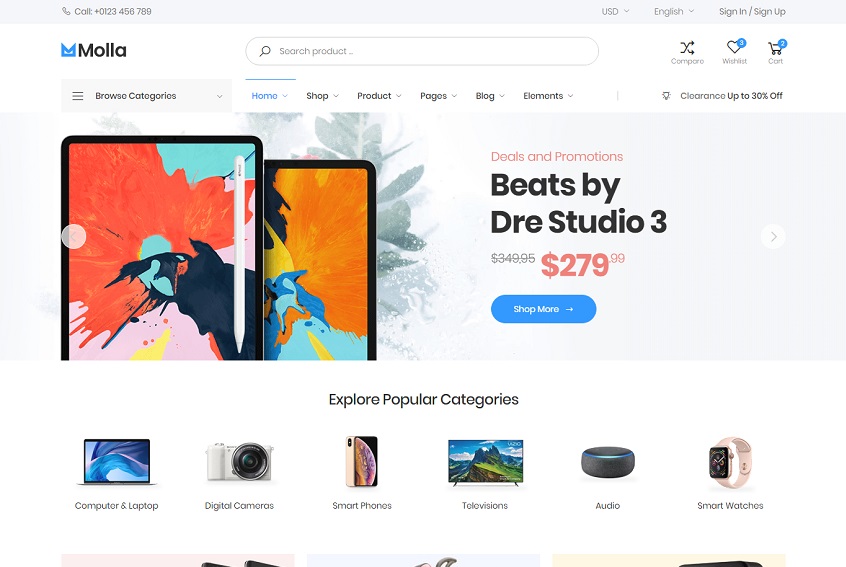 Call: +0123 456 789
USD
English
Sign In / Sign Up
Molla
Search product ...
Compare
3
Wishlist
2
Cart
Browse Categories
Home
Shop
Product
Pages
Blog
Elements
Clearance Up to 30% Off
Deals and Promotions
Beats by
Dre Studio 3
$349,95 $279.99
Shop More
Explore Popular Categories
VIZIO
Computer & Laptop
Digital Cameras
Smart Phones
Televisions
Audio
Smart Watches